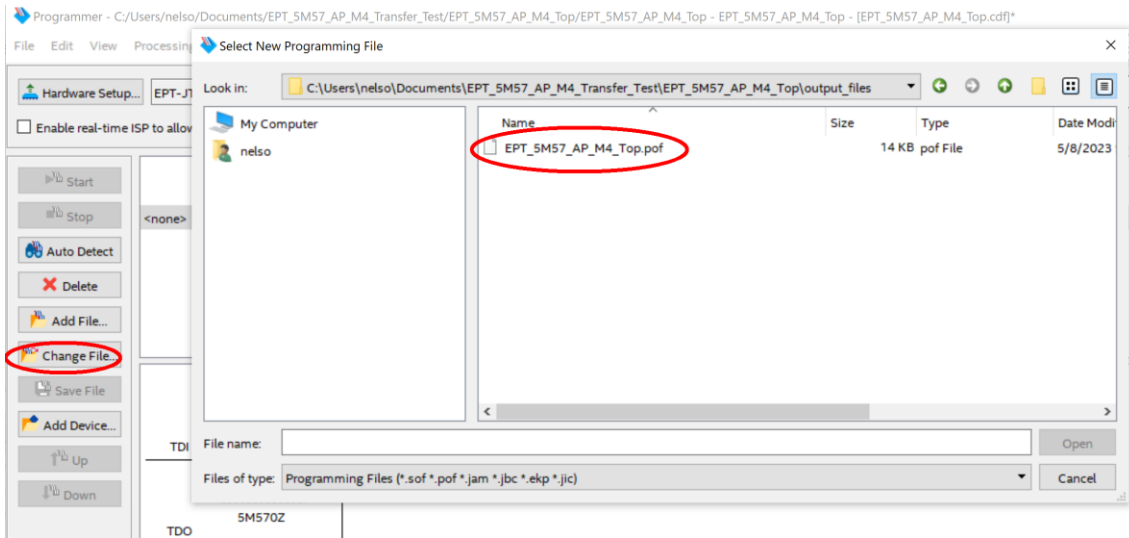 Programmer - C:/Users/nelso/Documents/EPT_5M57_AP_M4_Transfer_Test/EPT_5M57_AP_M4_Top/EPT_5M57_AP_M4_Top - EPT_5M57_AP_M4_Top - [EPT_5M57_AP_M4_Top.cdf]*
File Edit View Processing
Select New Programming File
Hardware Setup... EPT-JT
Look in: C:\Users\nelso\Documents\EPT_5M57_AP_M4_Transfer_Test\EPT_5M57_AP_M4_Top\output_files
Enable real-time ISP to allow
My Computer
nelso
Name Size Type Date Modi
EPT_5M57_AP_M4_Top.pof 14 KB pof File 5/8/2023
Start
Stop
<none>
Auto Detect
Delete
Add File...
Change File...
Save File
Add Device...
Up
Down
TDI
File name: Open
Files of type: Programming Files (*.sof *.pof *.jam *.jbc *.ekp *.jic) Cancel
5M570Z
TDO